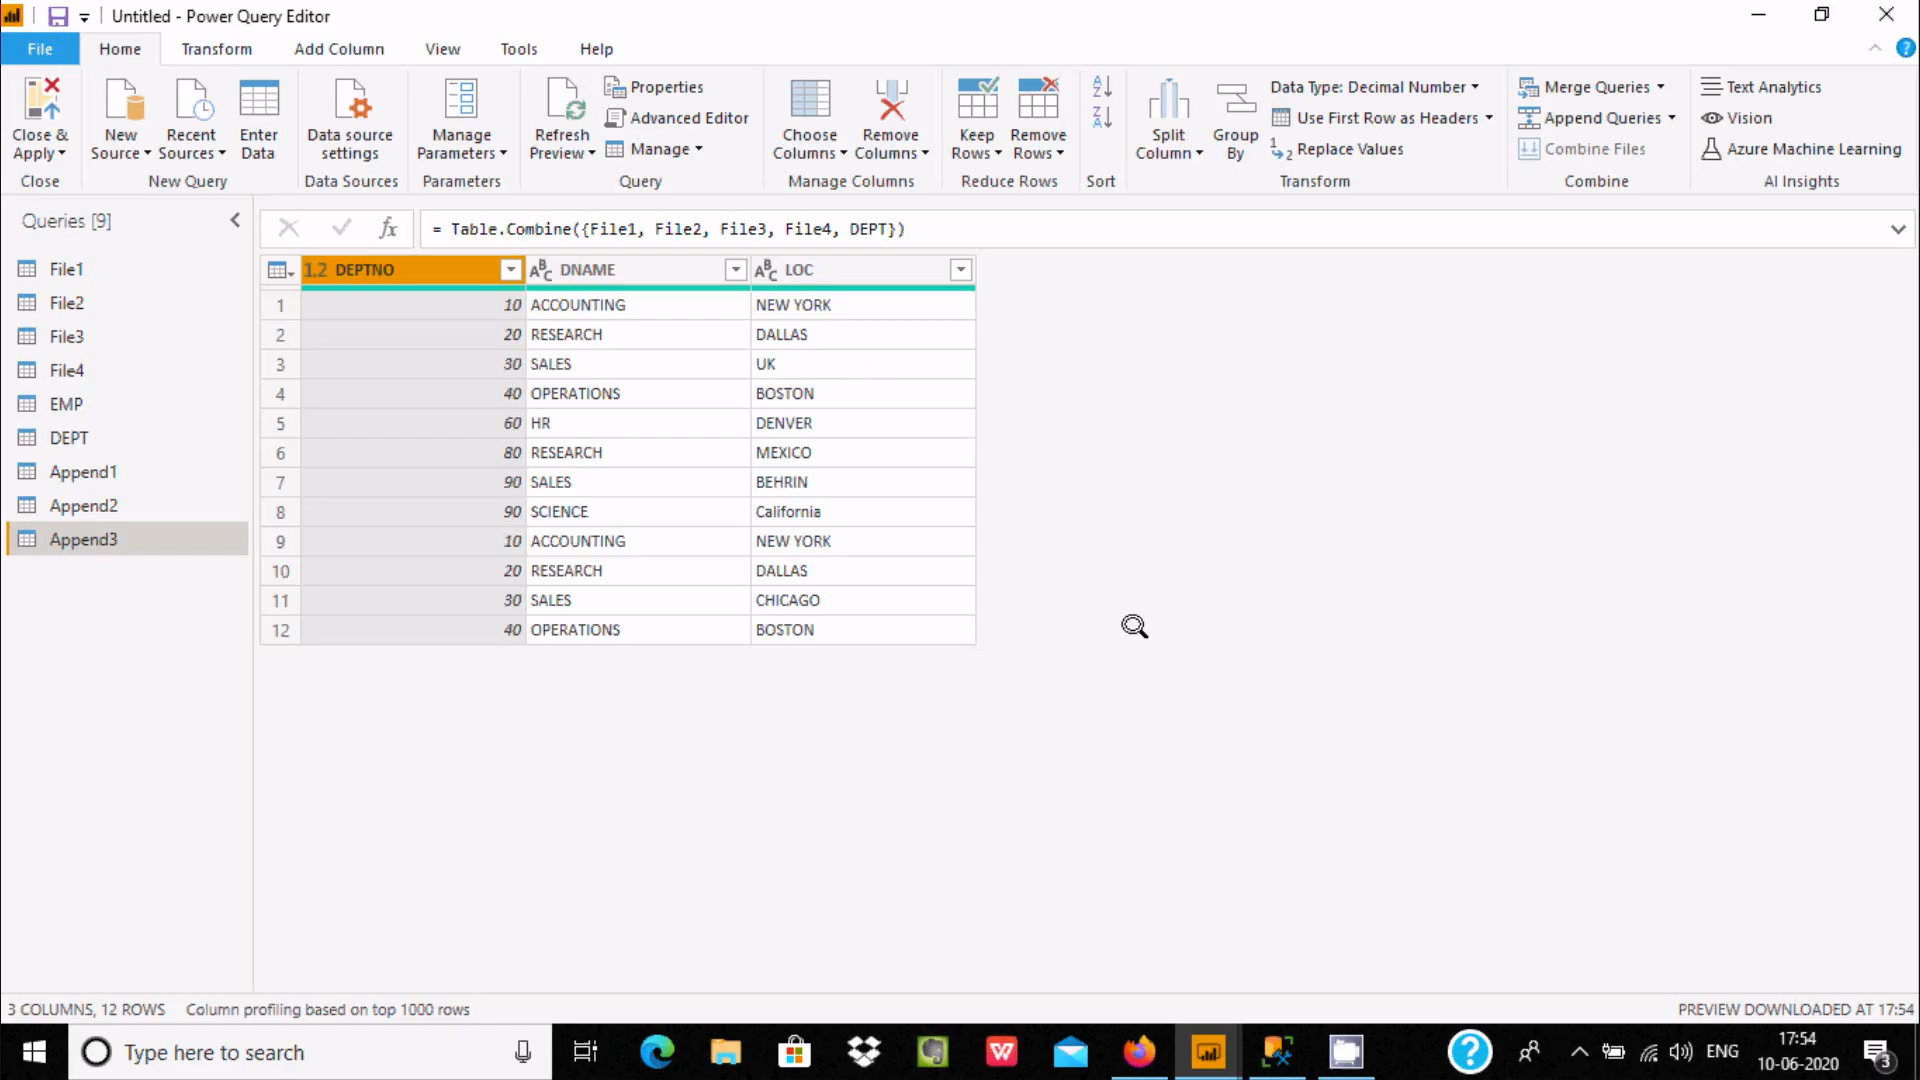 Untitled - Power Query Editor
File Home Transform Add Column View Tools Help
Close & Apply
New Source
Recent Sources
Enter Data
Data source settings
Manage Parameters
Refresh Preview
Properties
Advanced Editor
Manage
Choose Columns
Remove Columns
Keep Rows
Remove Rows
Split Column
Group By
Data Type: Decimal Number
Use First Row as Headers
Replace Values
Merge Queries
Append Queries
Combine Files
Text Analytics
Vision
Azure Machine Learning
Close New Query Data Sources Parameters Query Manage Columns Reduce Rows Sort Transform Combine AI Insights
Queries [9]
fx = Table.Combine({File1, File2, File3, File4, DEPT})
File1
File2
File3
File4
EMP
DEPT
Append1
Append2
Append3
1.2 DEPTNO ABC DNAME ABC LOC
1 10 ACCOUNTING NEW YORK
2 20 RESEARCH DALLAS
3 30 SALES UK
4 40 OPERATIONS BOSTON
5 60 HR DENVER
6 80 RESEARCH MEXICO
7 90 SALES BEHRIN
8 90 SCIENCE California
9 10 ACCOUNTING NEW YORK
10 20 RESEARCH DALLAS
11 30 SALES CHICAGO
12 40 OPERATIONS BOSTON
3 COLUMNS, 12 ROWS Column profiling based on top 1000 rows PREVIEW DOWNLOADED AT 17:54
Type here to search
ENG
17:54
10-06-2020
3